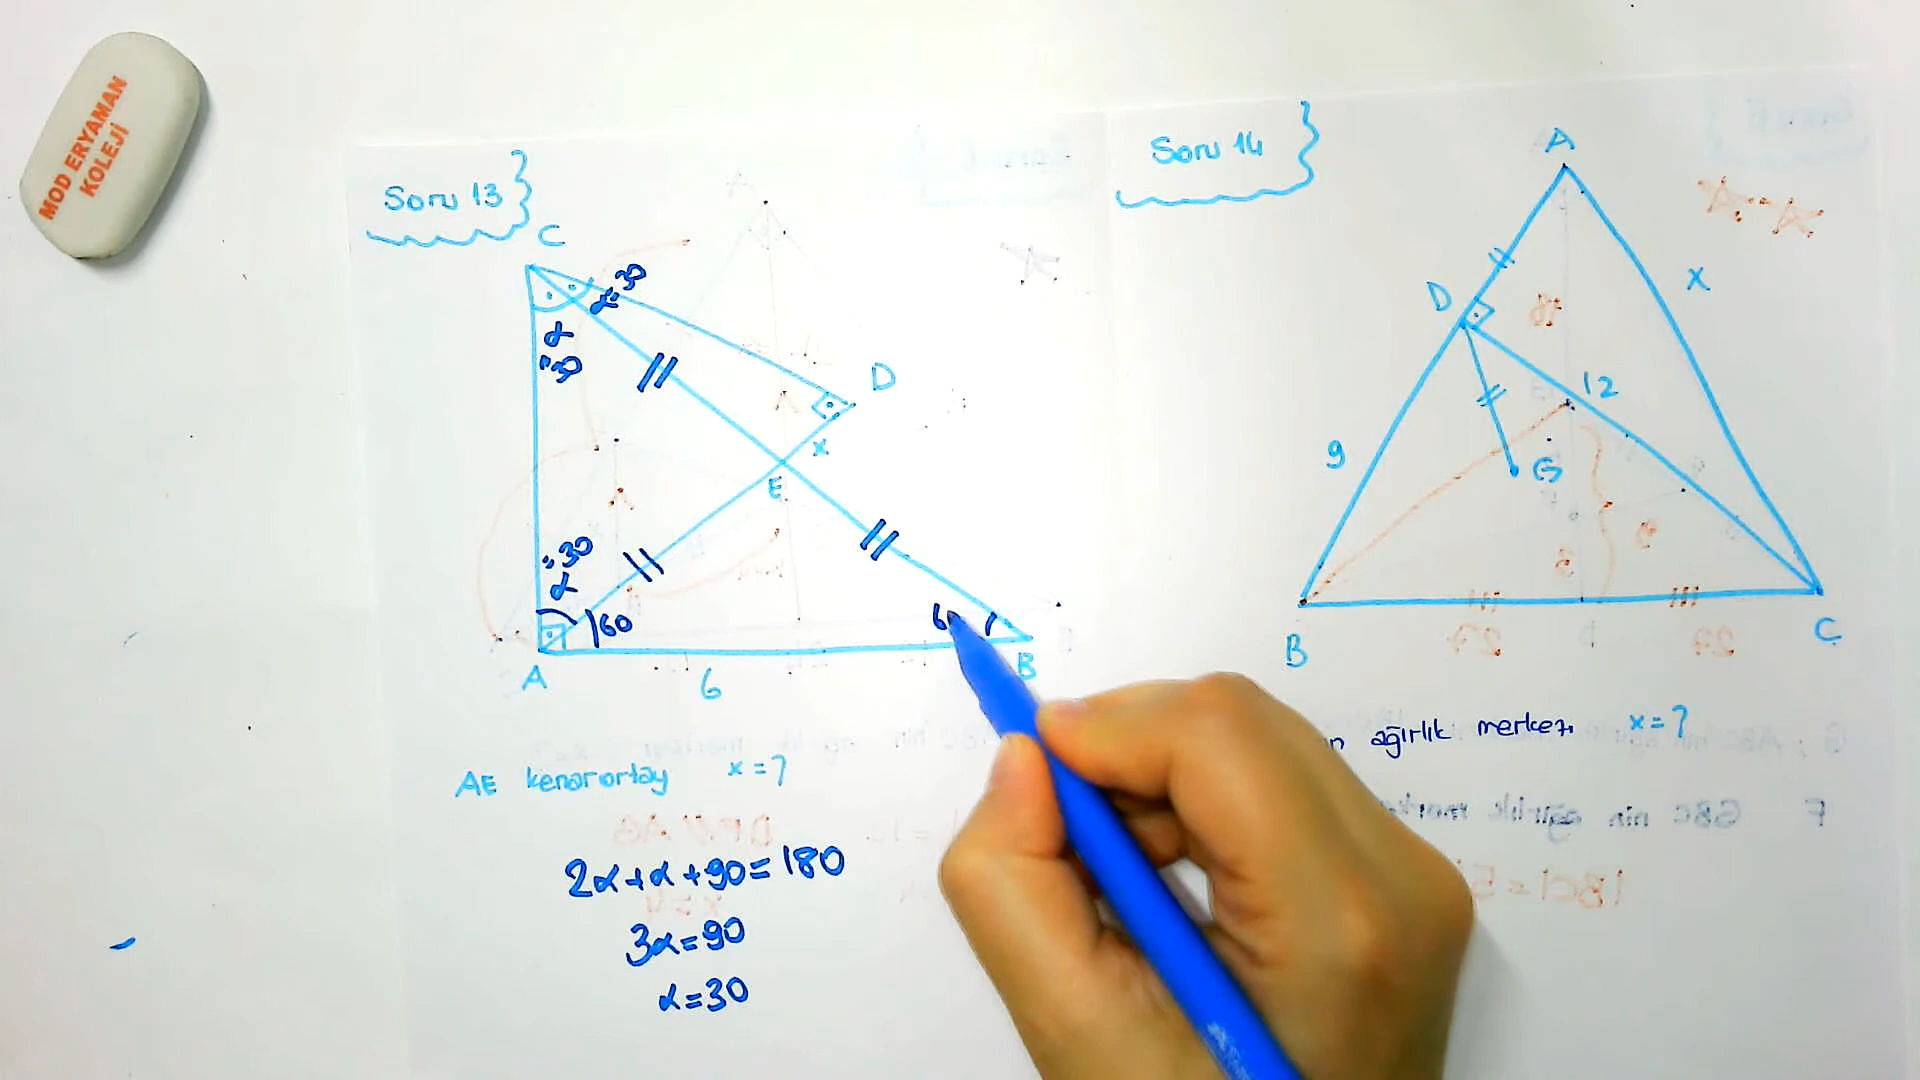 MOD ERYAMAN
KOLEJİ
Soru 13
C
α=30
α
=30
D
x
E
=30
α
60
60
A
6
B
AE kenarortay x=?
2α+α+90=180
3α=90
α=30
Soru 14
A
D
x
12
9
G
B
C
ağırlık merkezi x=?